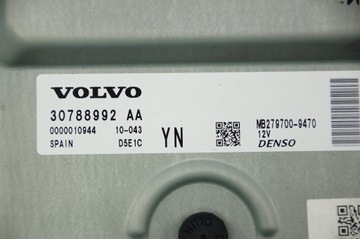 VOLVO
30788992 AA
0000010944 10-043
SPAIN D5E1C
YN
MB279700-9470
12V
DENSO